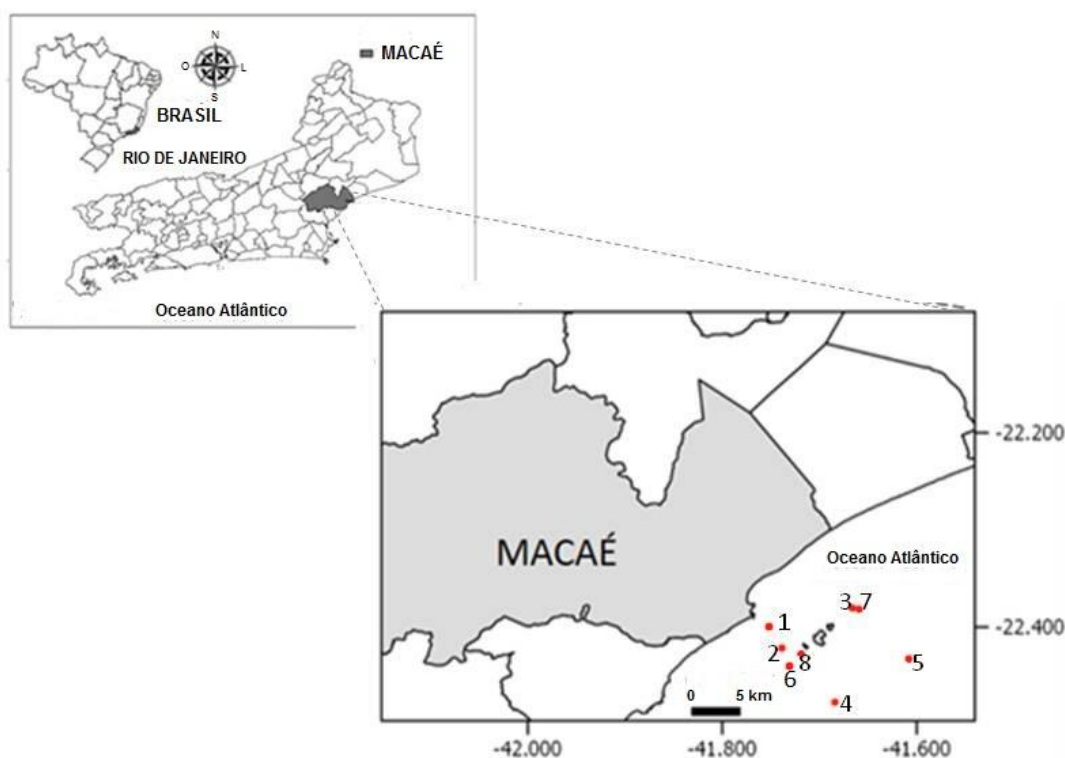 N
O
L
S
MACAÉ
BRASIL
RIO DE JANEIRO
Oceano Atlântico
-22.200
MACAÉ
Oceano Atlântico
3
7
1
-22.400
2
8
5
6
0 5 km
4
-42.000 -41.800 -41.600